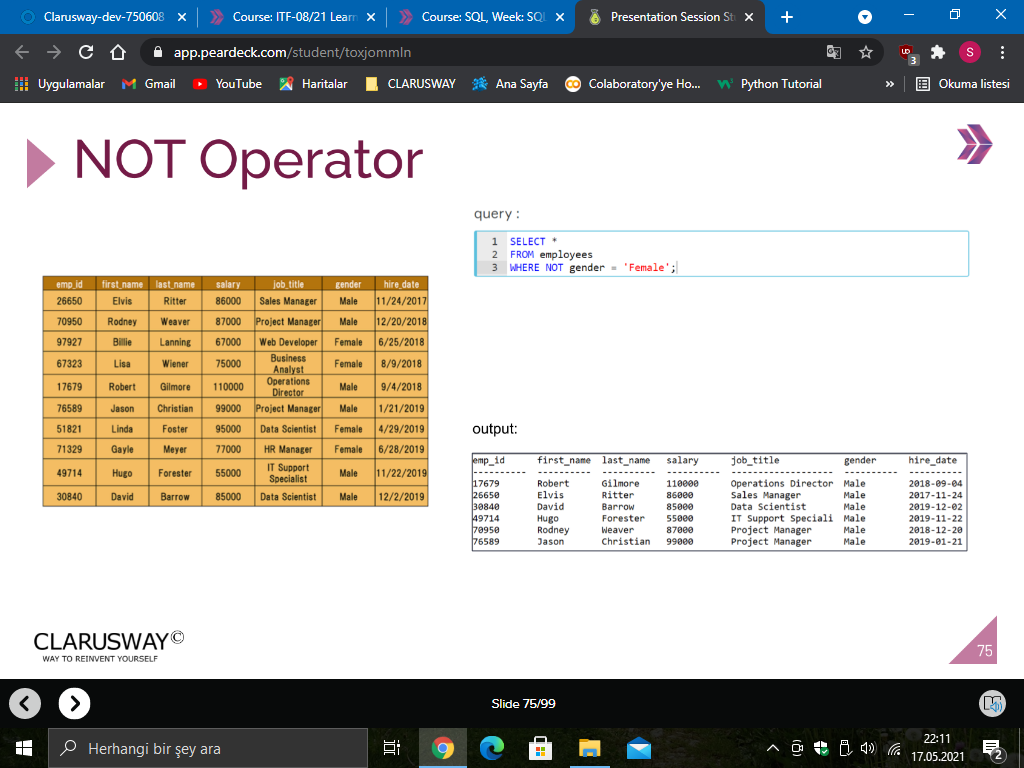 Clarusway-dev-750608
Course: ITF-08/21 Learn
Course: SQL, Week: SQL
Presentation Session St
app.peardeck.com/student/toxjommln
UD
3
S
Uygulamalar
Gmail
YouTube
Haritalar
CLARUSWAY
Ana Sayfa
Colaboratory'ye Ho...
Python Tutorial
»
Okuma listesi
NOT Operator
query :
1 SELECT *
2 FROM employees
3 WHERE NOT gender = 'Female';
emp_id first_name last_name salary job_title gender hire_date
26650 Elvis Ritter 86000 Sales Manager Male 11/24/2017
70950 Rodney Weaver 87000 Project Manager Male 12/20/2018
97927 Billie Lanning 67000 Web Developer Female 6/25/2018
67323 Lisa Wiener 75000 Business Analyst Female 8/9/2018
17679 Robert Gilmore 110000 Operations Director Male 9/4/2018
76589 Jason Christian 99000 Project Manager Male 1/21/2019
51821 Linda Foster 95000 Data Scientist Female 4/29/2019
71329 Gayle Meyer 77000 HR Manager Female 6/28/2019
49714 Hugo Forester 55000 IT Support Specialist Male 11/22/2019
30840 David Barrow 85000 Data Scientist Male 12/2/2019
output:
emp_id first_name last_name salary job_title gender hire_date
---------- ---------- ---------- ---------- ---------------- ---------- ----------
17679 Robert Gilmore 110000 Operations Director Male 2018-09-04
26650 Elvis Ritter 86000 Sales Manager Male 2017-11-24
30840 David Barrow 85000 Data Scientist Male 2019-12-02
49714 Hugo Forester 55000 IT Support Speciali Male 2019-11-22
70950 Rodney Weaver 87000 Project Manager Male 2018-12-20
76589 Jason Christian 99000 Project Manager Male 2019-01-21
CLARUSWAY©
WAY TO REINVENT YOURSELF
75
Slide 75/99
Herhangi bir şey ara
22:11
17.05.2021
2